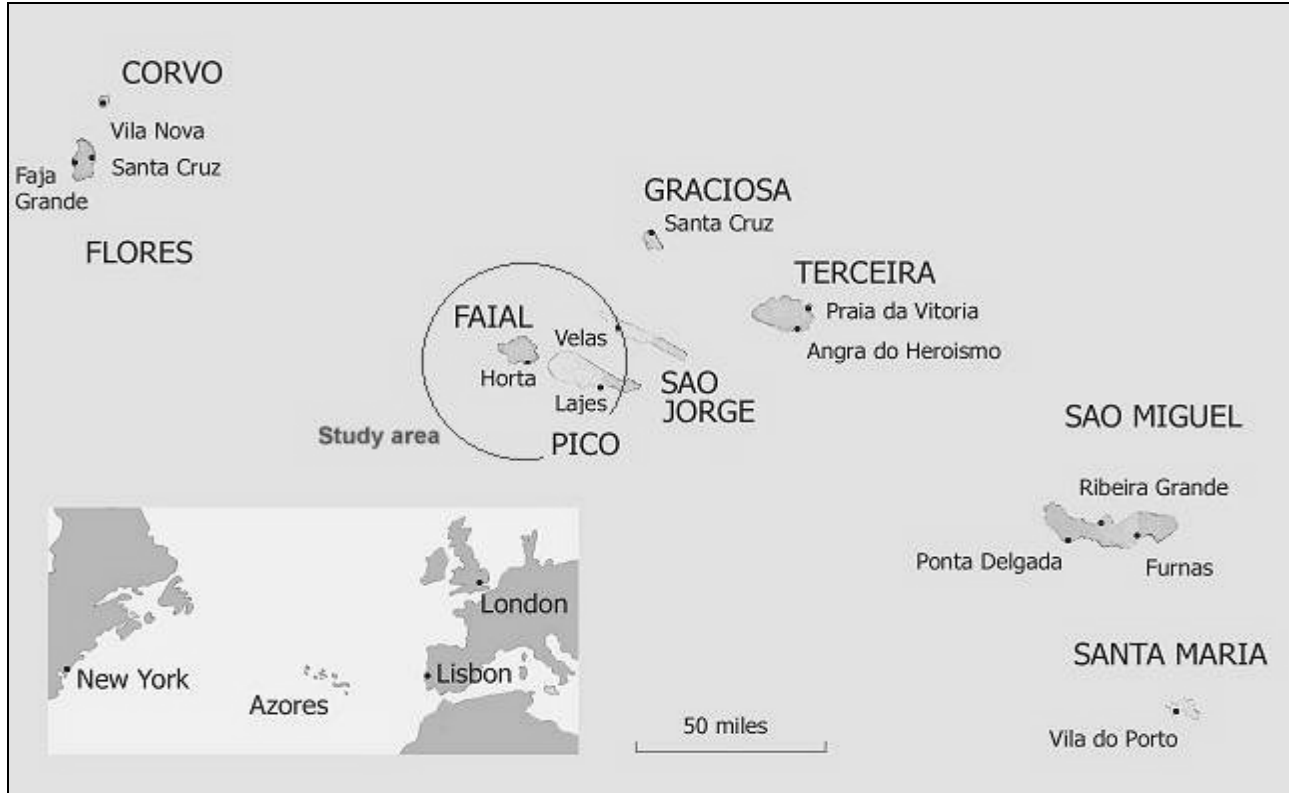 CORVO
Vila Nova
Santa Cruz
Faja
Grande
FLORES
GRACIOSA
Santa Cruz
TERCEIRA
Praia da Vitoria
Angra do Heroismo
FAIAL
Velas
Horta
Lajes
SAO
JORGE
PICO
Study area
SAO MIGUEL
Ribeira Grande
Ponta Delgada
Furnas
SANTA MARIA
Vila do Porto
London
New York
Lisbon
Azores
50 miles